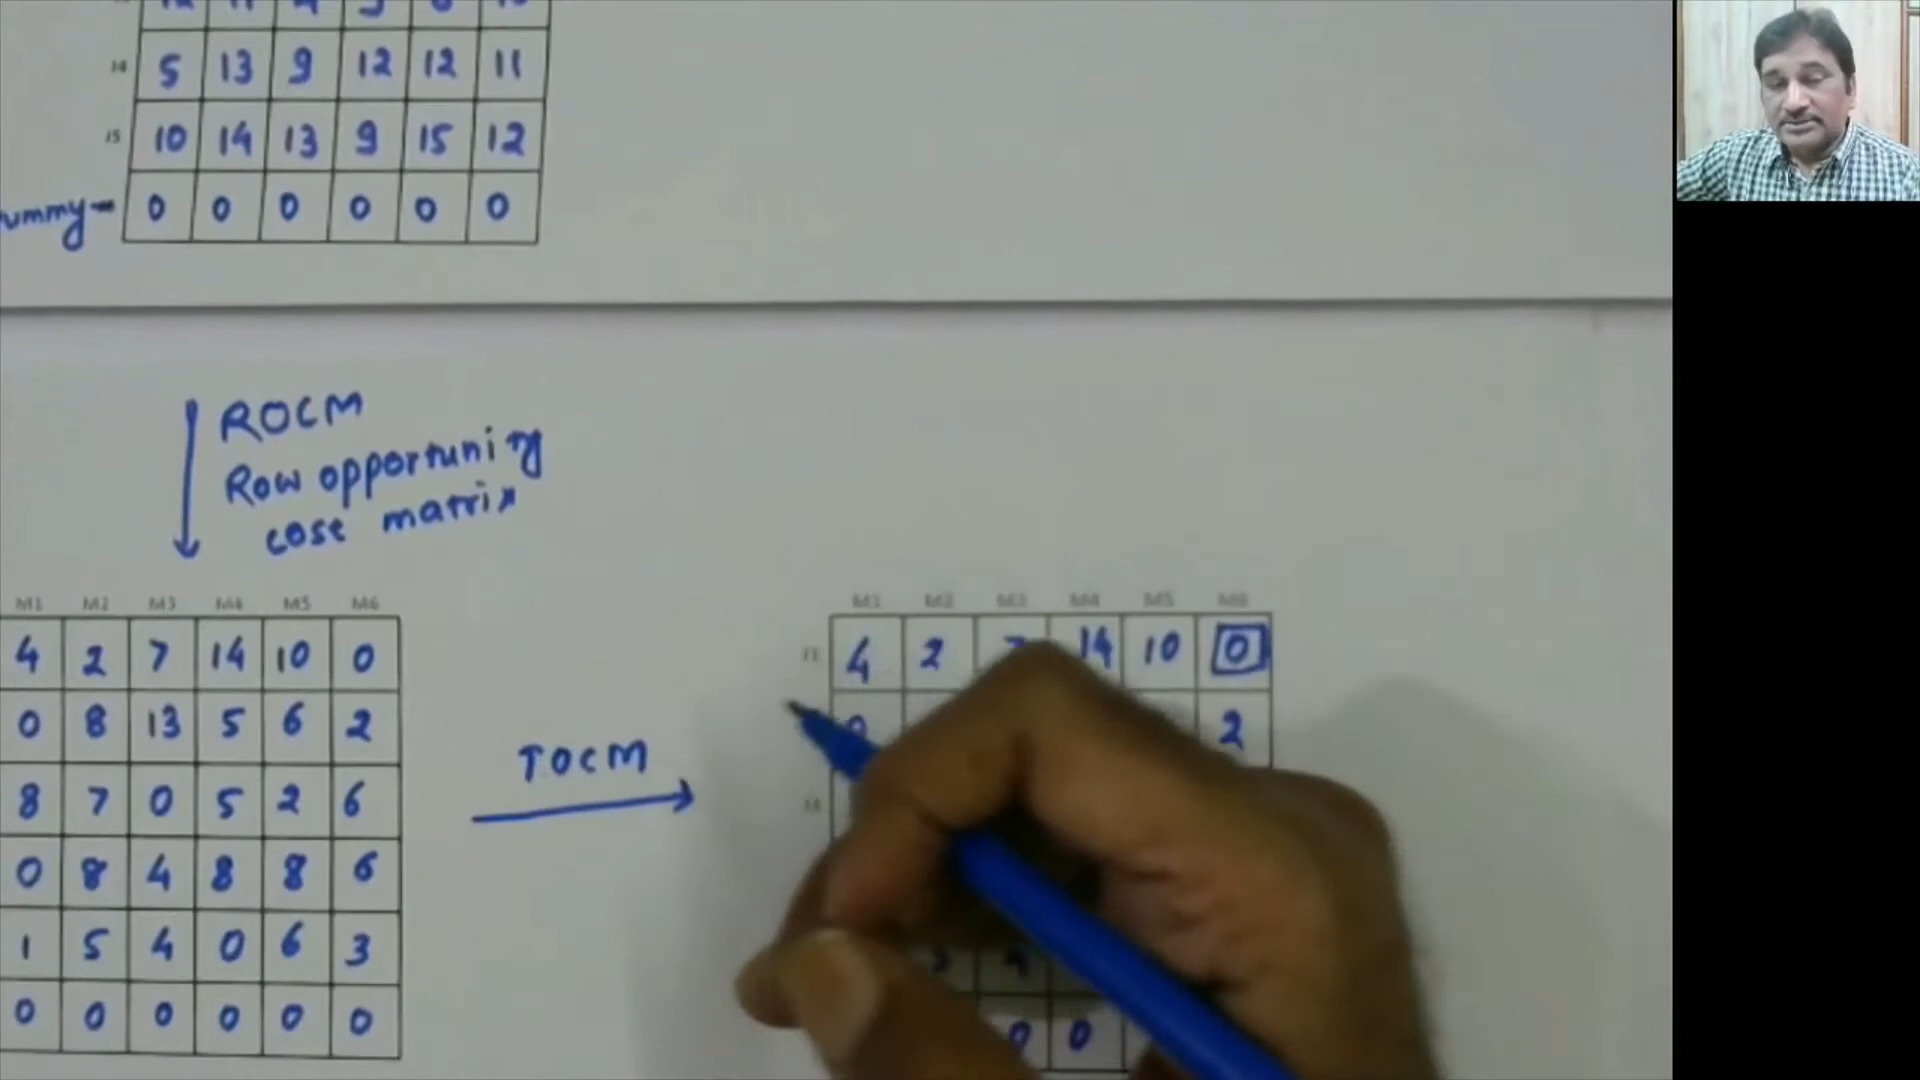 J4 5 13 9 12 12 11
J5 10 14 13 9 15 12
ummy- 0 0 0 0 0 0
ROCM
Row opportunity
cost matrix
M1 M2 M3 M4 M5 M6
4 2 7 14 10 0
0 8 13 5 6 2
8 7 0 5 2 6
0 8 4 8 8 6
1 5 4 0 6 3
0 0 0 0 0 0
TOCM
M1 M2 M3 M4 M5 M6
J1 4 2 14 10 0
0 2
0 0